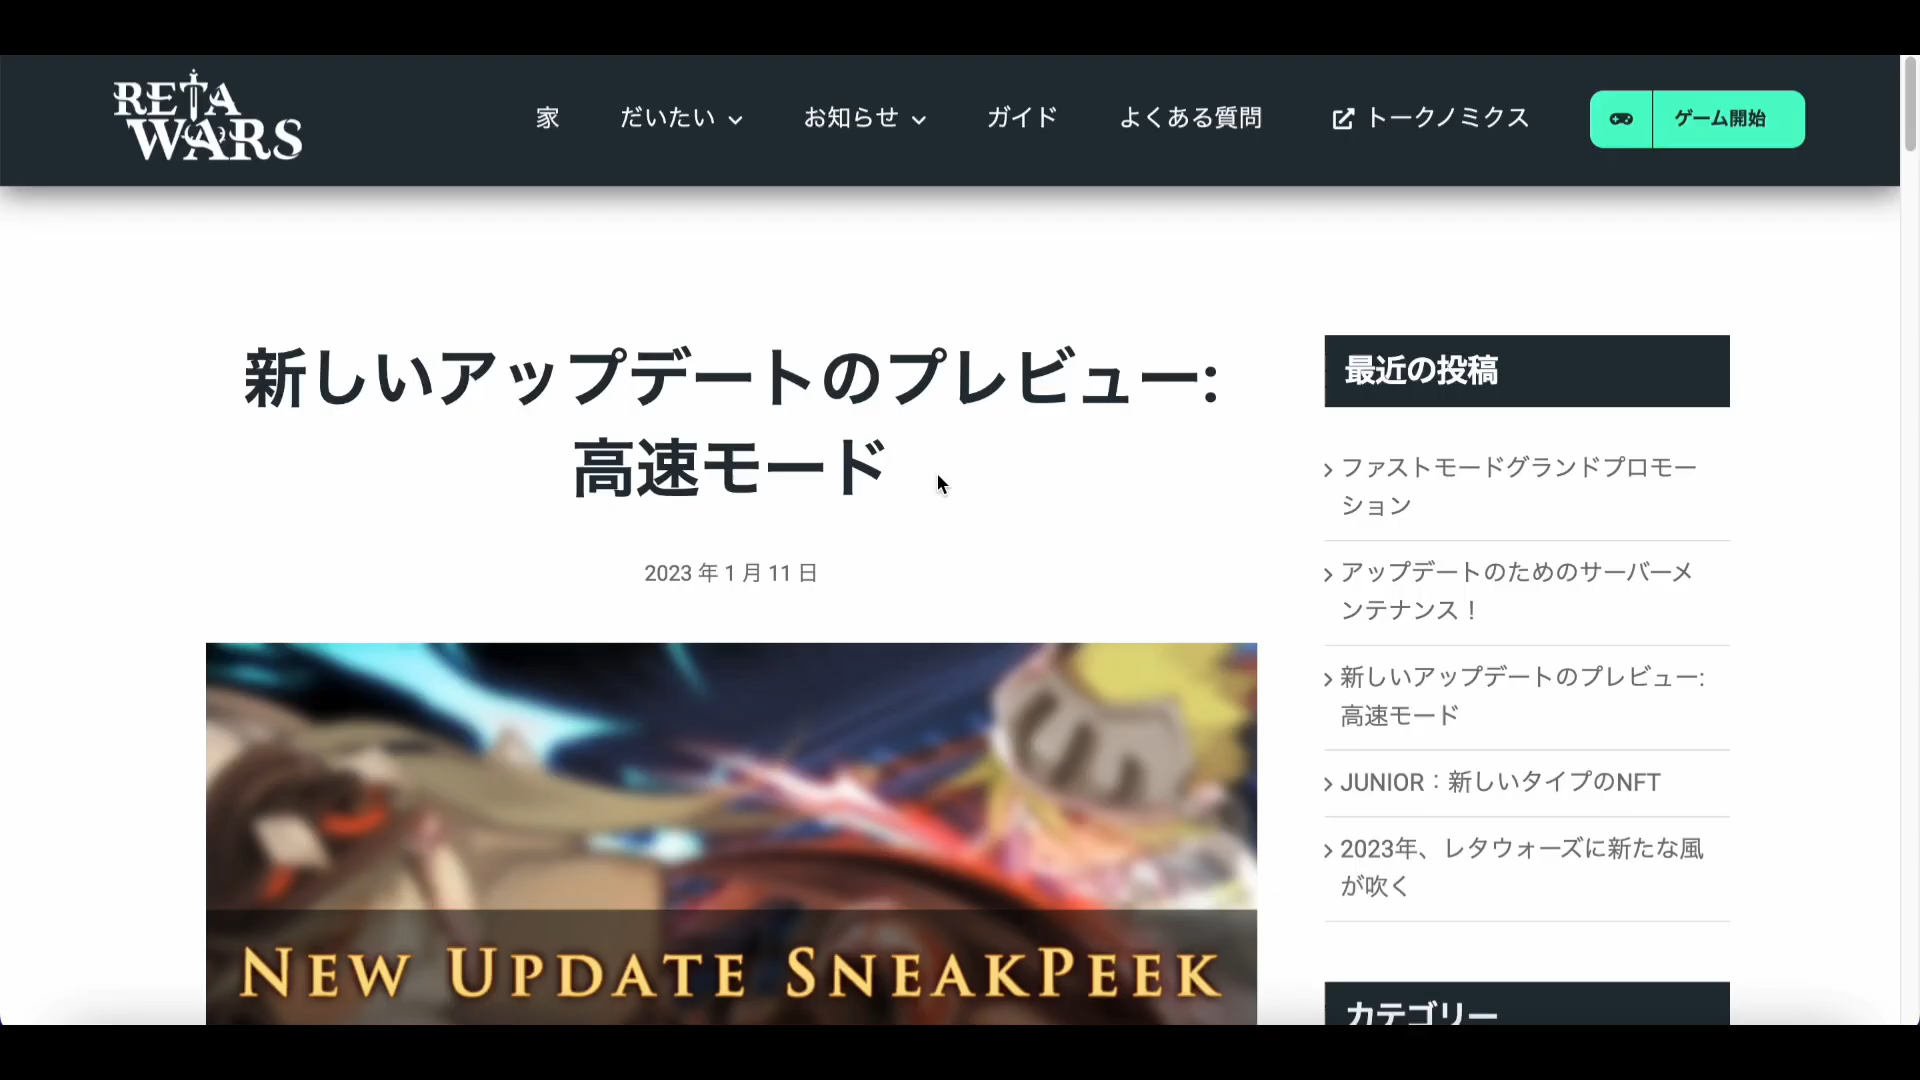 RETA
WARS
家
だいたい
お知らせ
ガイド
よくある質問
トークノミクス
ゲーム開始
新しいアップデートのプレビュー:
高速モード
2023 年 1 月 11 日
NEW UPDATE SNEAKPEEK
最近の投稿
ファストモードグランドプロモー
ション
アップデートのためのサーバーメ
ンテナンス！
新しいアップデートのプレビュー:
高速モード
JUNIOR：新しいタイプのNFT
2023年、レタウォーズに新たな風
が吹く
カテゴリー